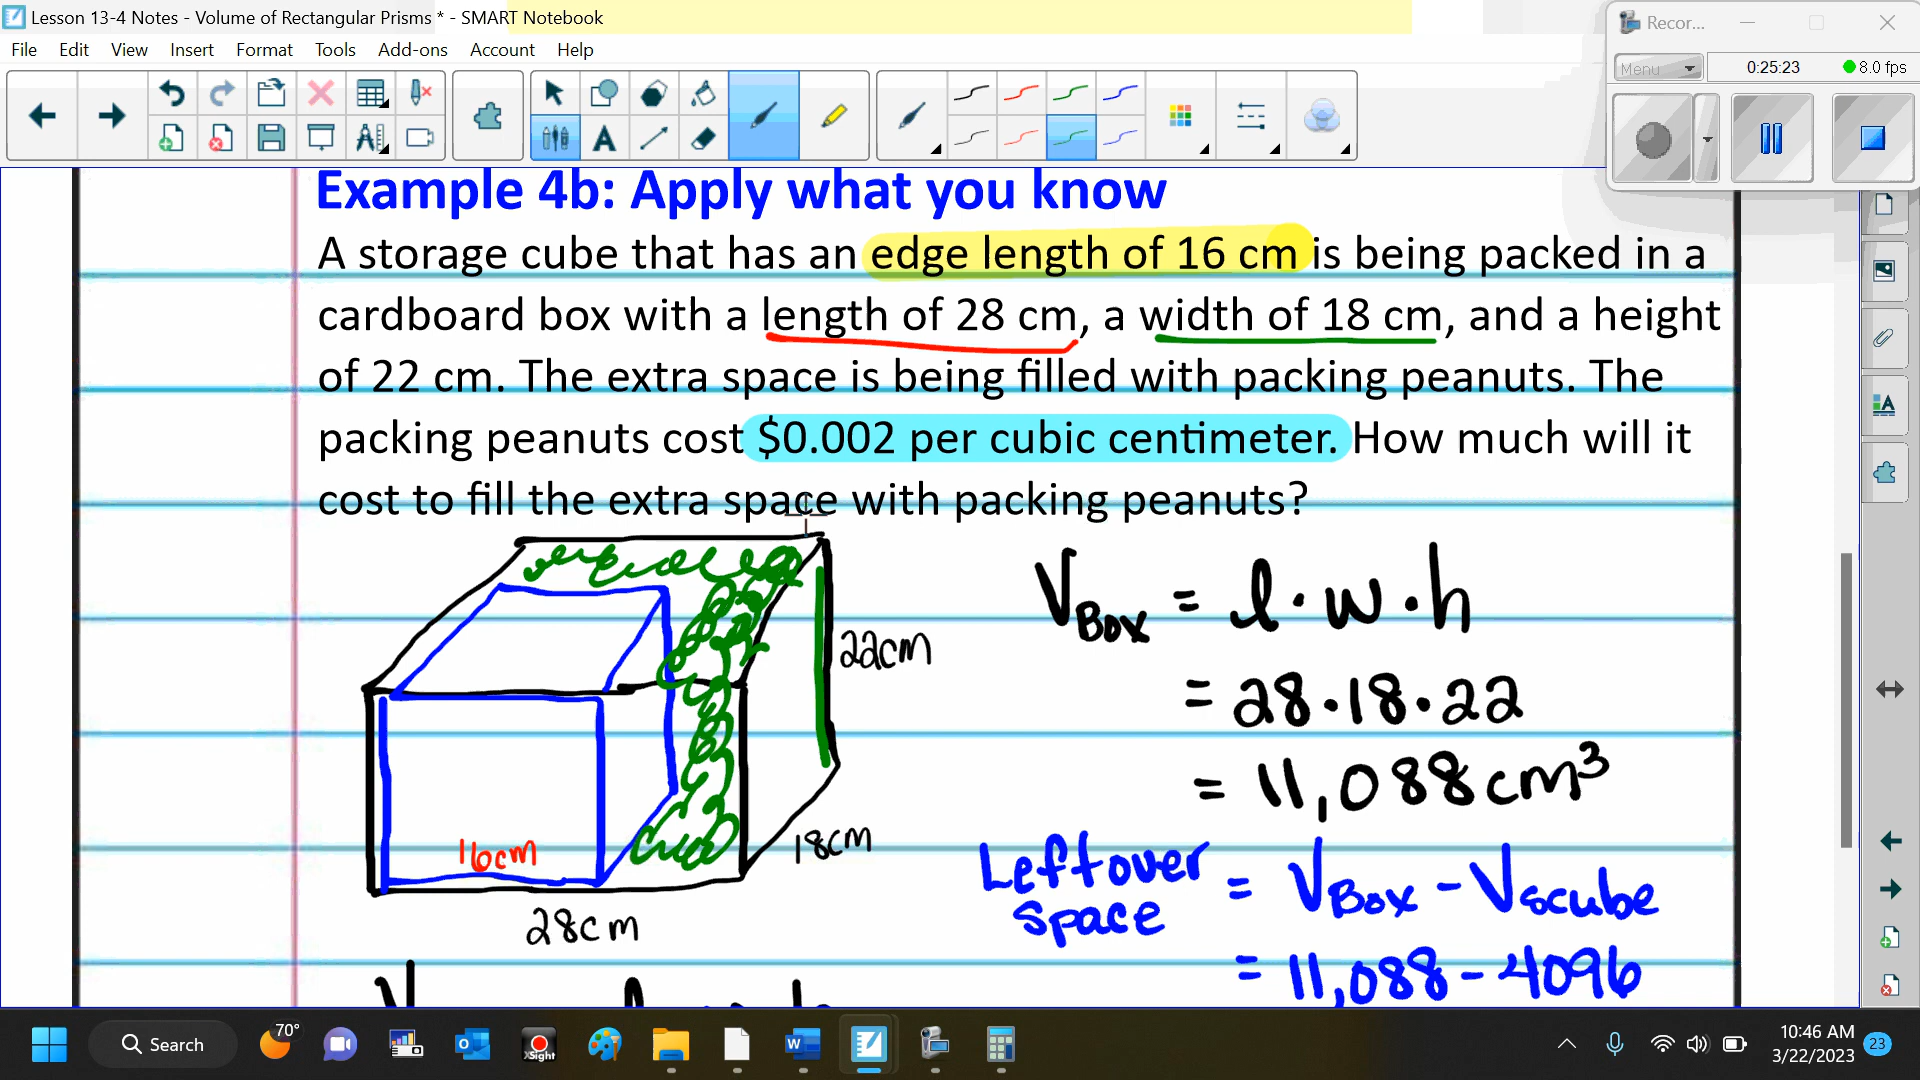 Lesson 13-4 Notes - Volume of Rectangular Prisms * - SMART Notebook
Recor...
File Edit View Insert Format Tools Add-ons Account Help
Menu
0:25:23
8.0 fps
Example 4b: Apply what you know
A storage cube that has an edge length of 16 cm is being packed in a
cardboard box with a length of 28 cm, a width of 18 cm, and a height
of 22 cm. The extra space is being filled with packing peanuts. The
packing peanuts cost $0.002 per cubic centimeter. How much will it
cost to fill the extra space with packing peanuts?
22cm
18cm
16cm
28cm
VBox = l · w · h
= 28 · 18 · 22
= 11,088 cm³
Leftover space = VBox - Vscube
= 11,088 - 4096
70°
Search
XSight
10:46 AM
3/22/2023
23